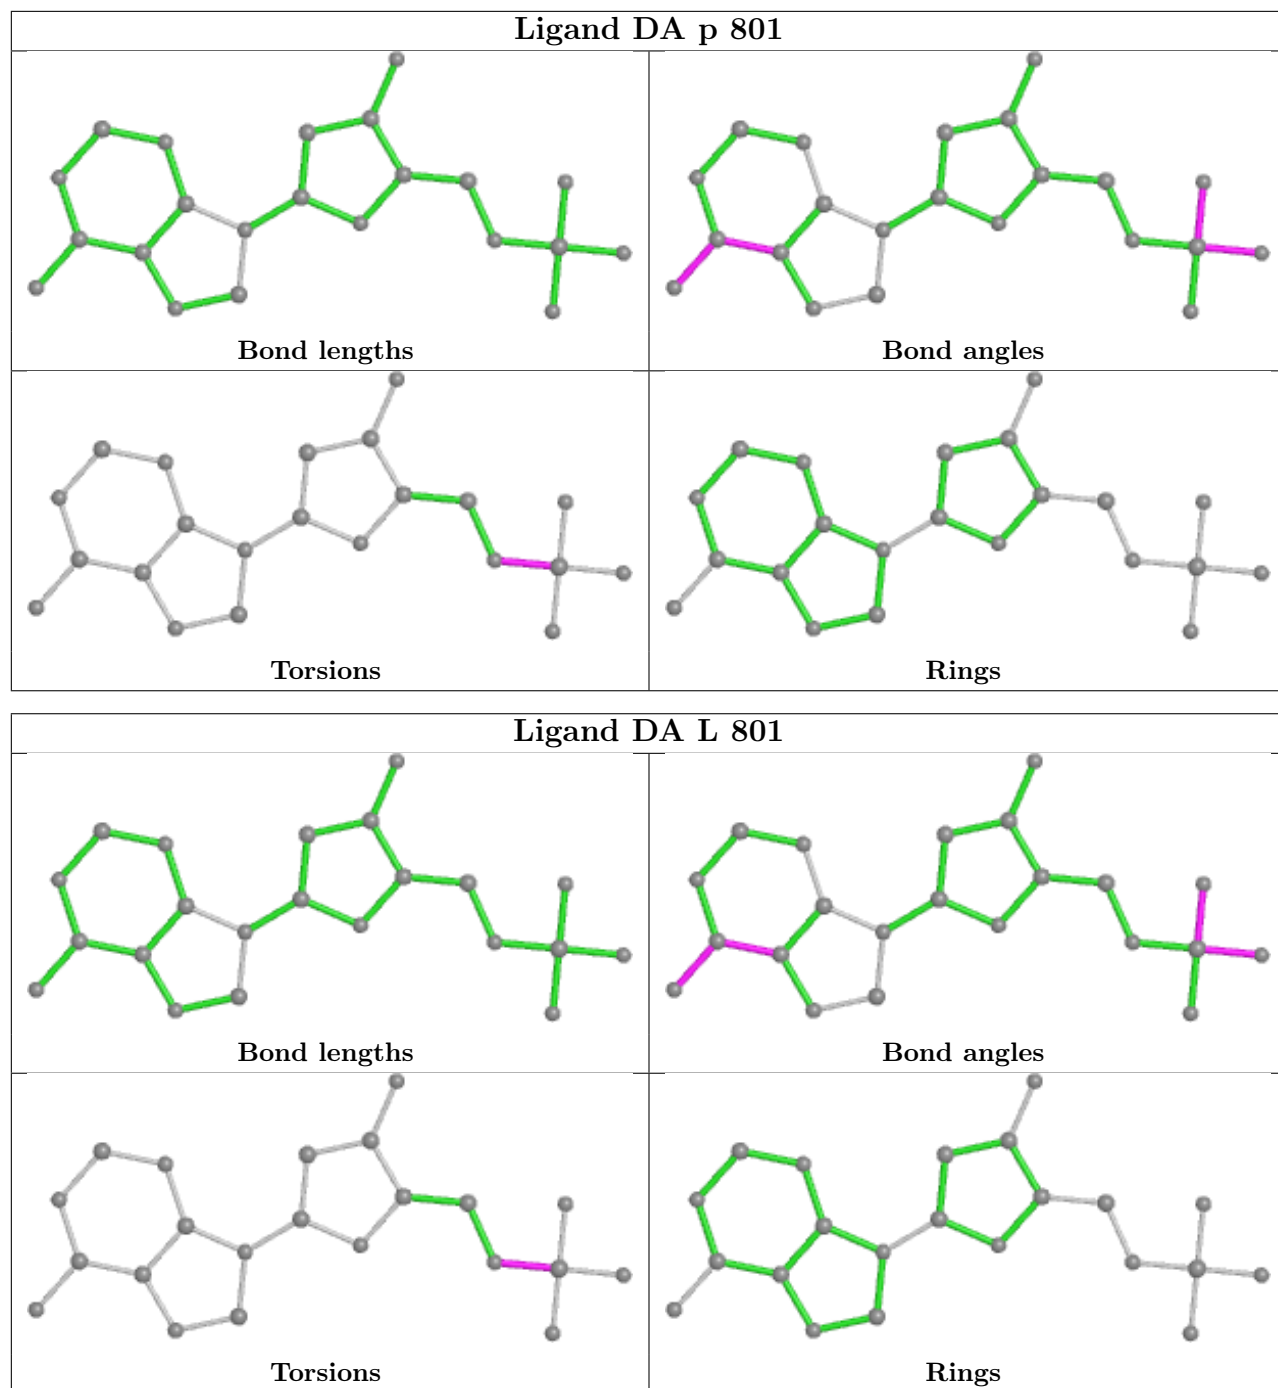 Ligand DA p 801
Bond lengths
Bond angles
Torsions
Rings
Ligand DA L 801
Bond lengths
Bond angles
Torsions
Rings